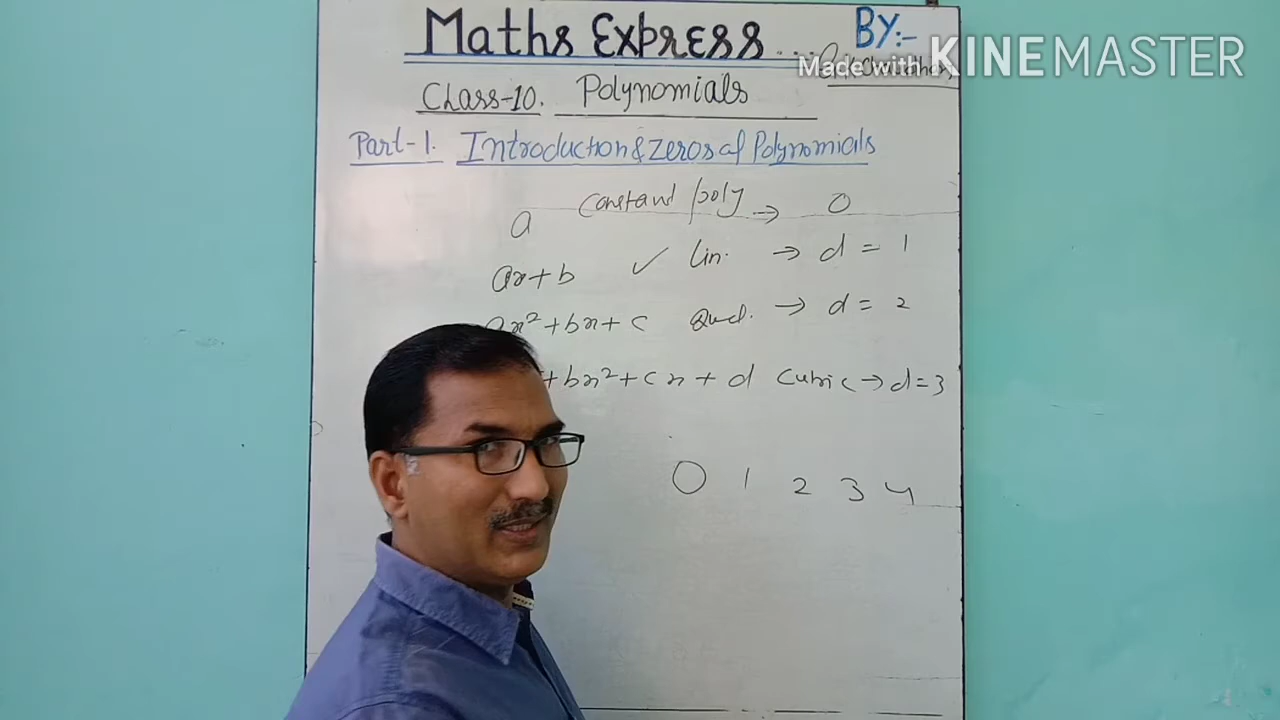 Maths Express ... BY:-
Made with KINEMASTER
Class-10. Polynomials
Part-1. Introduction & Zeros of Polynomials
a constant poly → 0
ax+b ✓ Lin. → d = 1
x²+bx+c Quad. → d = 2
+bx²+cx+d Cubic → d=3
0 1 2 3 4